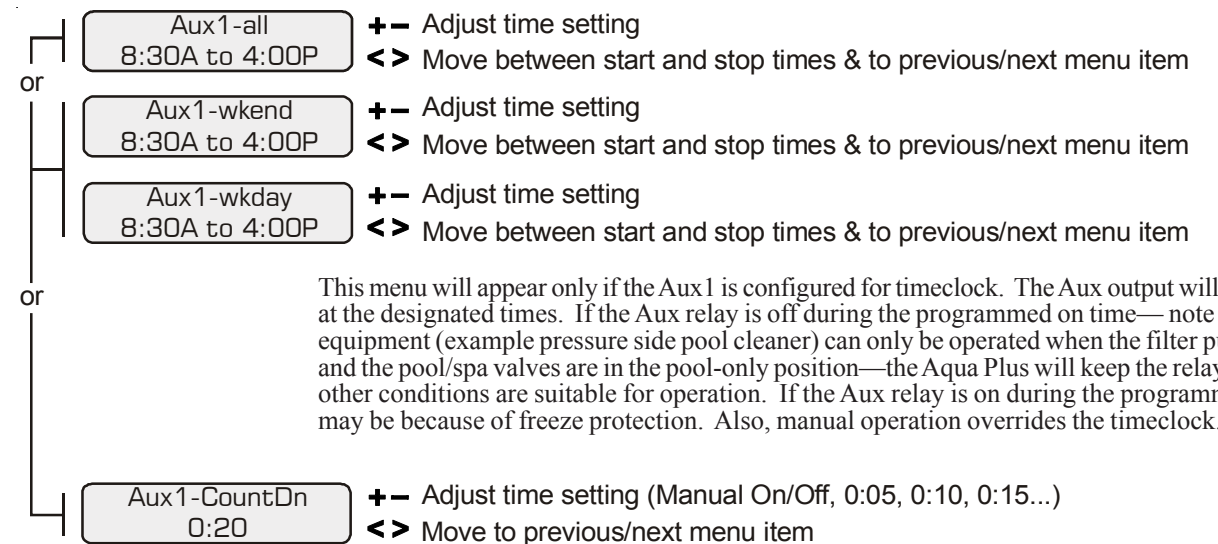 Aux1-all
8:30A to 4:00P
+− Adjust time setting
< > Move between start and stop times & to previous/next menu item
or
Aux1-wkend
8:30A to 4:00P
+− Adjust time setting
< > Move between start and stop times & to previous/next menu item
Aux1-wkday
8:30A to 4:00P
+− Adjust time setting
< > Move between start and stop times & to previous/next menu item
or
This menu will appear only if the Aux1 is configured for timeclock. The Aux output will
at the designated times. If the Aux relay is off during the programmed on time— note
equipment (example pressure side pool cleaner) can only be operated when the filter
and the pool/spa valves are in the pool-only position—the Aqua Plus will keep the relay
other conditions are suitable for operation. If the Aux relay is on during the
may be because of freeze protection. Also, manual operation overrides the timeclock.
Aux1-CountDn
0:20
+− Adjust time setting (Manual On/Off, 0:05, 0:10, 0:15...)
< > Move to previous/next menu item